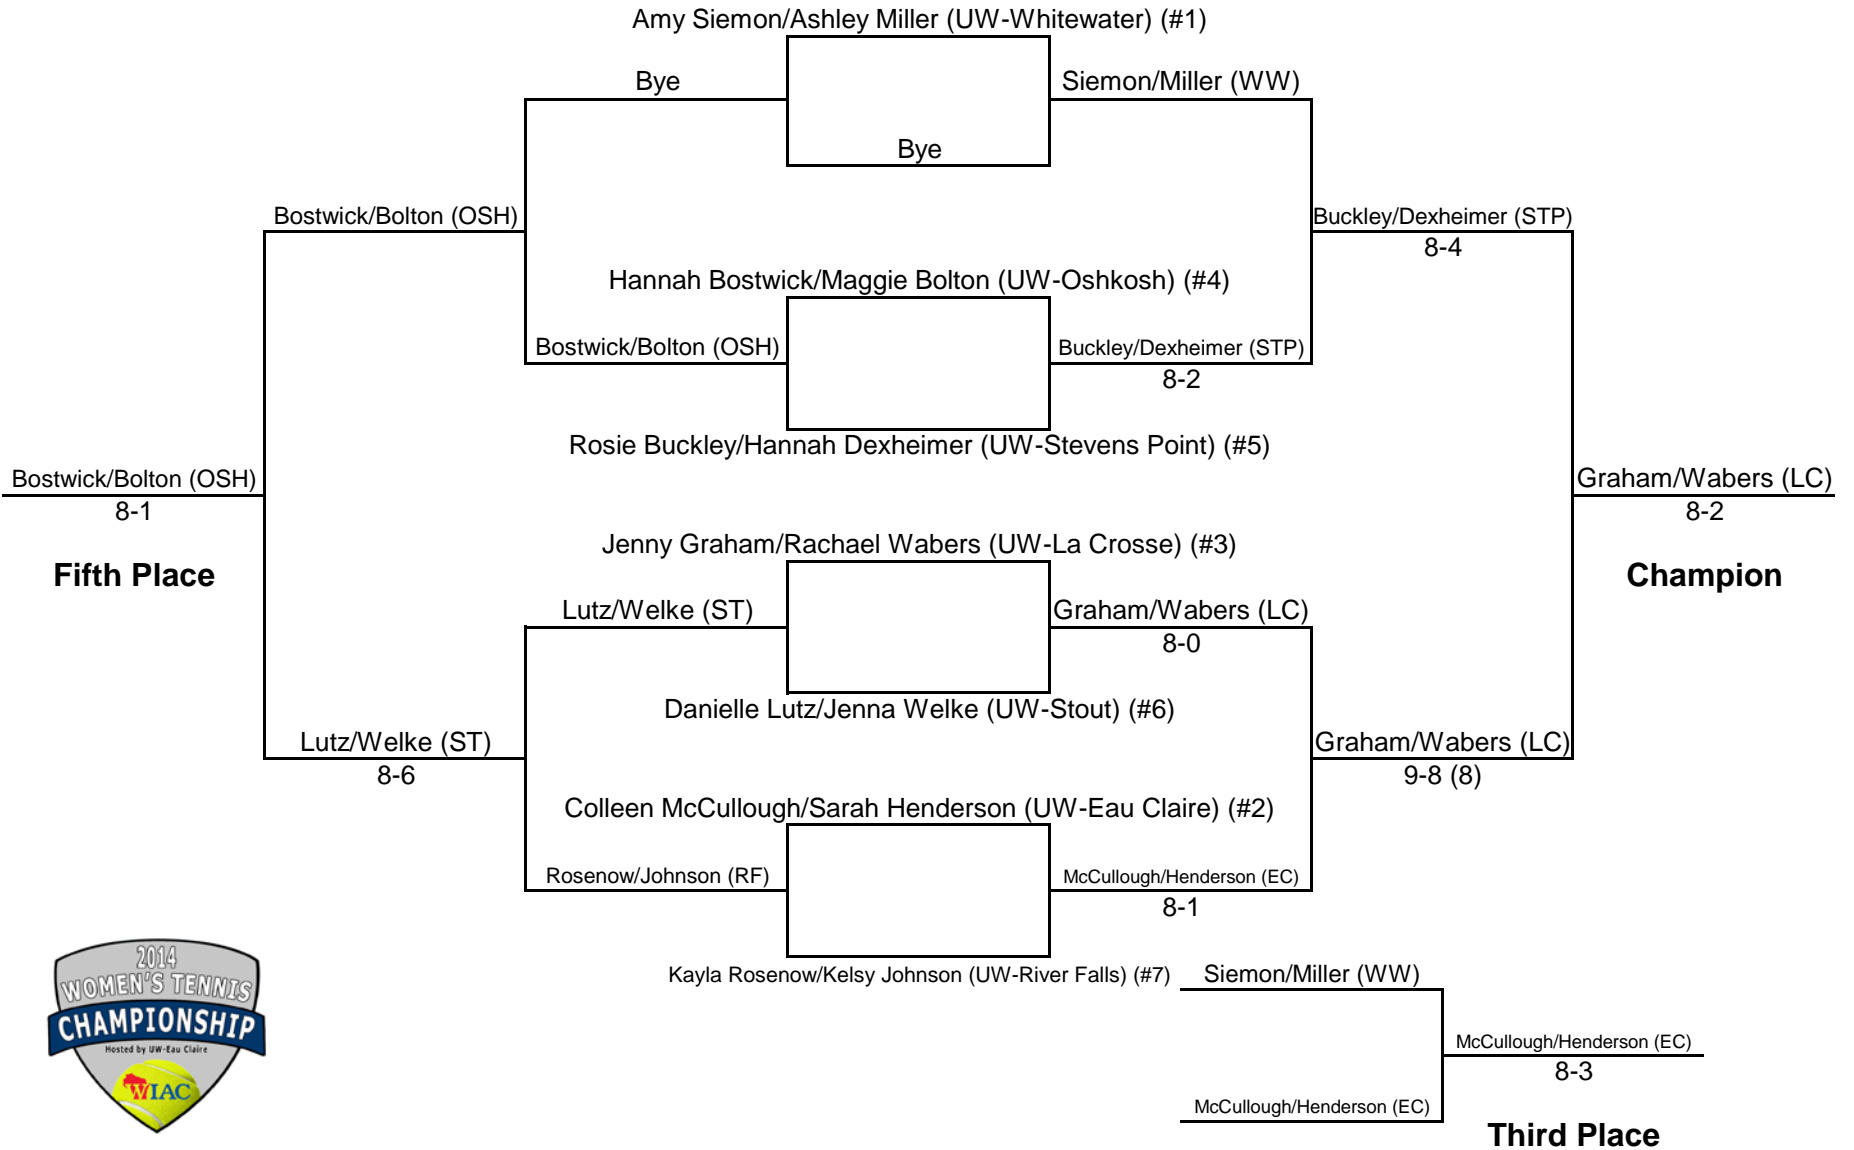 Amy Siemon/Ashley Miller (UW-Whitewater) (#1)
Bye
Siemon/Miller (WW)
Bye
Bostwick/Bolton (OSH)
Buckley/Dexheimer (STP)
8-4
Hannah Bostwick/Maggie Bolton (UW-Oshkosh) (#4)
Bostwick/Bolton (OSH)
Buckley/Dexheimer (STP)
8-2
Rosie Buckley/Hannah Dexheimer (UW-Stevens Point) (#5)
Bostwick/Bolton (OSH)
8-1
Fifth Place
Graham/Wabers (LC)
8-2
Champion
Jenny Graham/Rachael Wabers (UW-La Crosse) (#3)
Lutz/Welke (ST)
Graham/Wabers (LC)
8-0
Danielle Lutz/Jenna Welke (UW-Stout) (#6)
Lutz/Welke (ST)
8-6
Graham/Wabers (LC)
9-8 (8)
Colleen McCullough/Sarah Henderson (UW-Eau Claire) (#2)
Rosenow/Johnson (RF)
McCullough/Henderson (EC)
8-1
Kayla Rosenow/Kelsy Johnson (UW-River Falls) (#7)
Siemon/Miller (WW)
McCullough/Henderson (EC)
8-3
McCullough/Henderson (EC)
Third Place
2014
WOMEN'S TENNIS
CHAMPIONSHIP
Hosted by UW-Eau Claire
WIAC